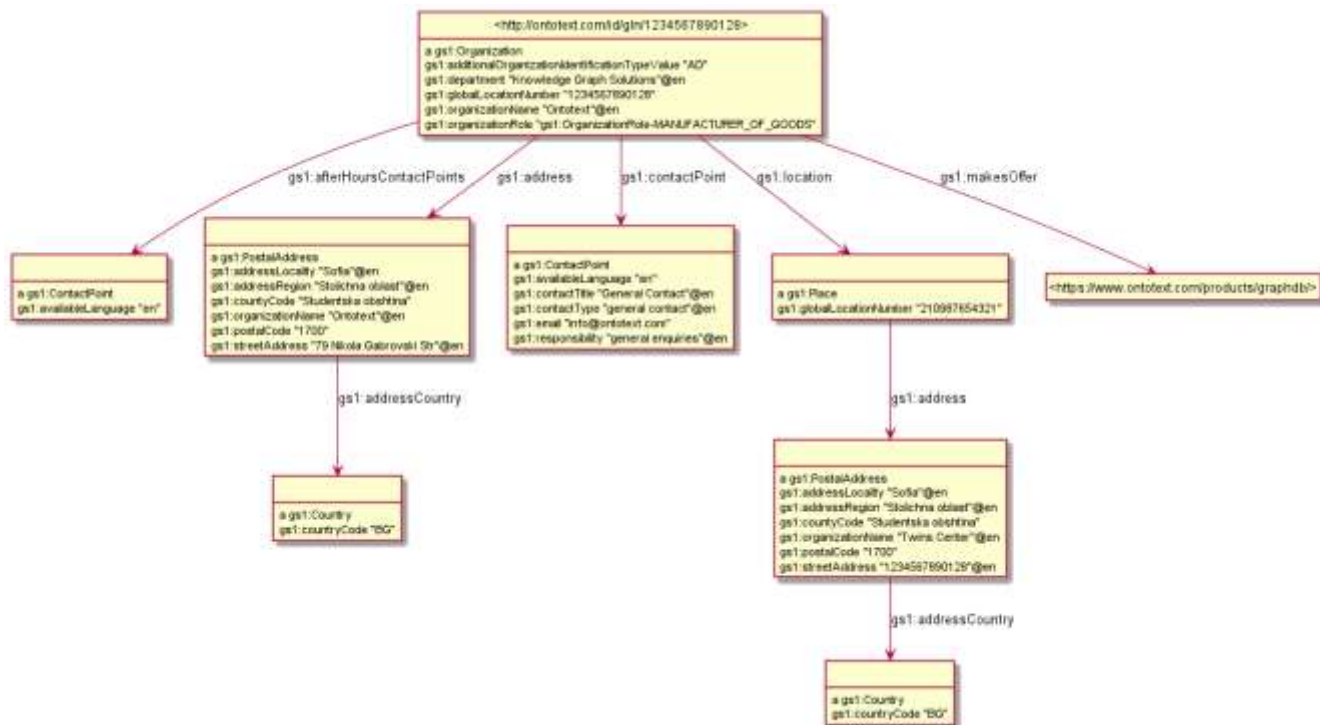 <http://ontotext.com/id/gln/1234567890128>
a gs1:Organization
gs1:additionalOrganizationIdentificationTypeValue "AD"
gs1:department "Knowledge Graph Solutions"@en
gs1:globalLocationNumber "1234567890128"
gs1:organizationName "Ontotext"@en
gs1:organizationRole "gs1:OrganizationRole-MANUFACTURER_OF_GOODS"
gs1:afterHoursContactPoints
gs1:address
gs1:contactPoint
gs1:location
gs1:makesOffer
a gs1:ContactPoint
gs1:availableLanguage "en"
a gs1:PostalAddress
gs1:addressLocality "Sofia"@en
gs1:addressRegion "Stolichna oblast"@en
gs1:countyCode "Studentska obshtina"
gs1:organizationName "Ontotext"@en
gs1:postalCode "1700"
gs1:streetAddress "79 Nikola Gabrovski Str"@en
a gs1:ContactPoint
gs1:availableLanguage "en"
gs1:contactTitle "General Contact"@en
gs1:contactType "general contact"@en
gs1:email "info@ontotext.com"
gs1:responsibility "general enquiries"@en
a gs1:Place
gs1:globalLocationNumber "210987654321"
<https://www.ontotext.com/products/graphdb/>
gs1:addressCountry
gs1:address
a gs1:Country
gs1:countryCode "BG"
a gs1:PostalAddress
gs1:addressLocality "Sofia"@en
gs1:addressRegion "Stolichna oblast"@en
gs1:countyCode "Studentska obshtina"
gs1:organizationName "Twins Center"@en
gs1:postalCode "1700"
gs1:streetAddress "1234567890128"@en
gs1:addressCountry
a gs1:Country
gs1:countryCode "BG"